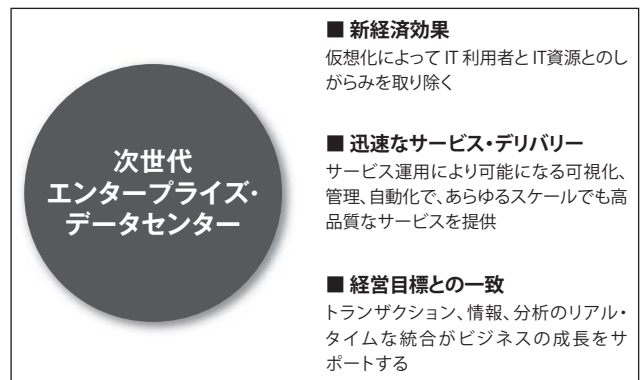 次世代
エンタープライズ・
データセンター
■ 新経済効果
仮想化によって IT 利用者と IT資源とのし
がらみを取り除く
■ 迅速なサービス・デリバリー
サービス運用により可能になる可視化、
管理、自動化で、あらゆるスケールでも高
品質なサービスを提供
■ 経営目標との一致
トランザクション、情報、分析のリアル・
タイムな統合がビジネスの成長をサ
ポートする